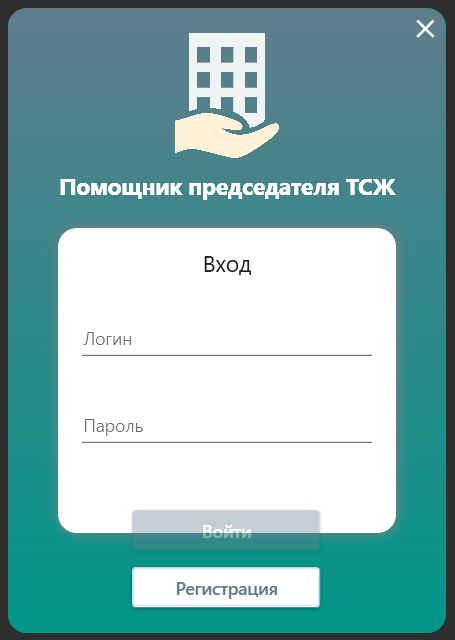 Помощник председателя ТСЖ
Вход
Логин
Пароль
Войти
Регистрация